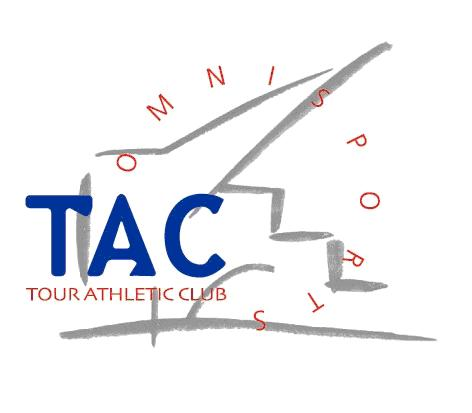 OMNISPORTS
TAC
TOUR ATHLETIC CLUB